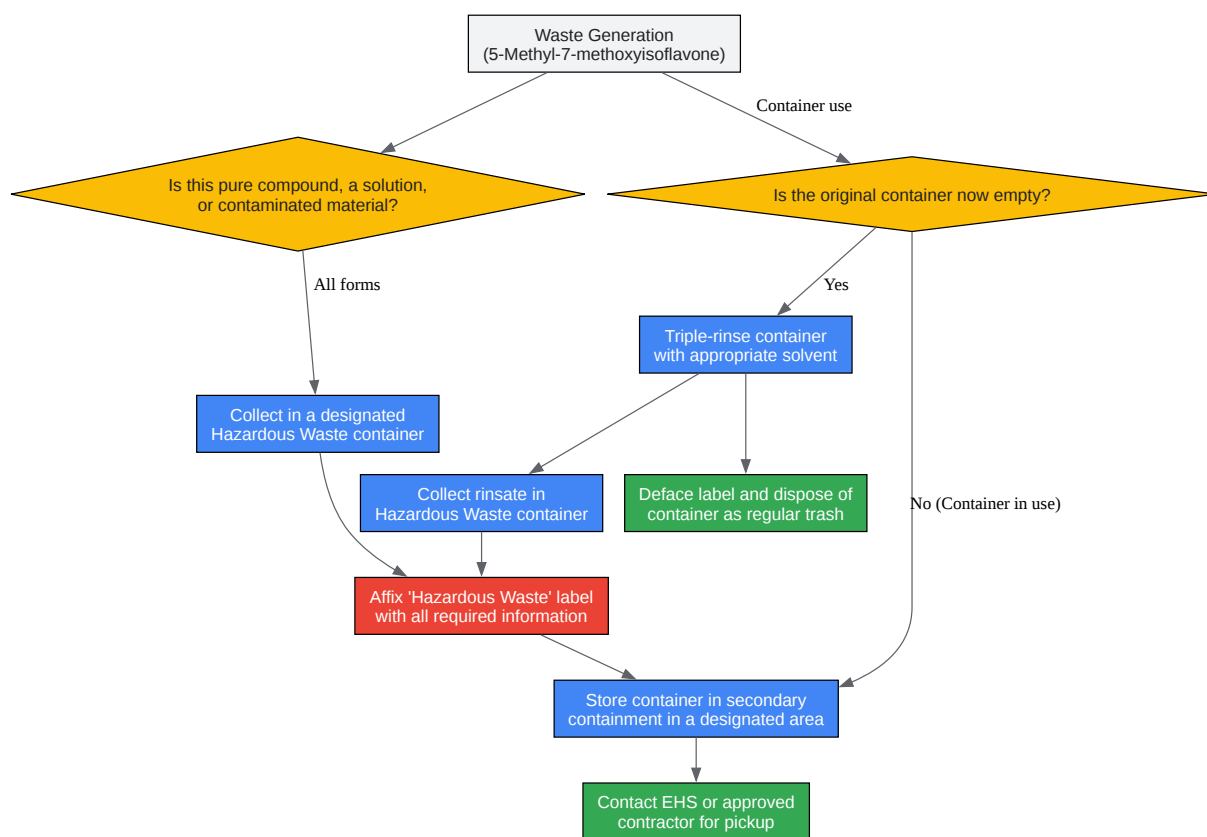 Waste Generation
(5-Methyl-7-methoxyisoflavone)
Container use
Is this pure compound, a solution,
or contaminated material?
Is the original container now empty?
All forms
Yes
Triple-rinse container
with appropriate solvent
Collect in a designated
Hazardous Waste container
Collect rinsate in
Hazardous Waste container
Deface label and dispose of
container as regular trash
No (Container in use)
Affix 'Hazardous Waste' label
with all required information
Store container in secondary
containment in a designated area
Contact EHS or approved
contractor for pickup